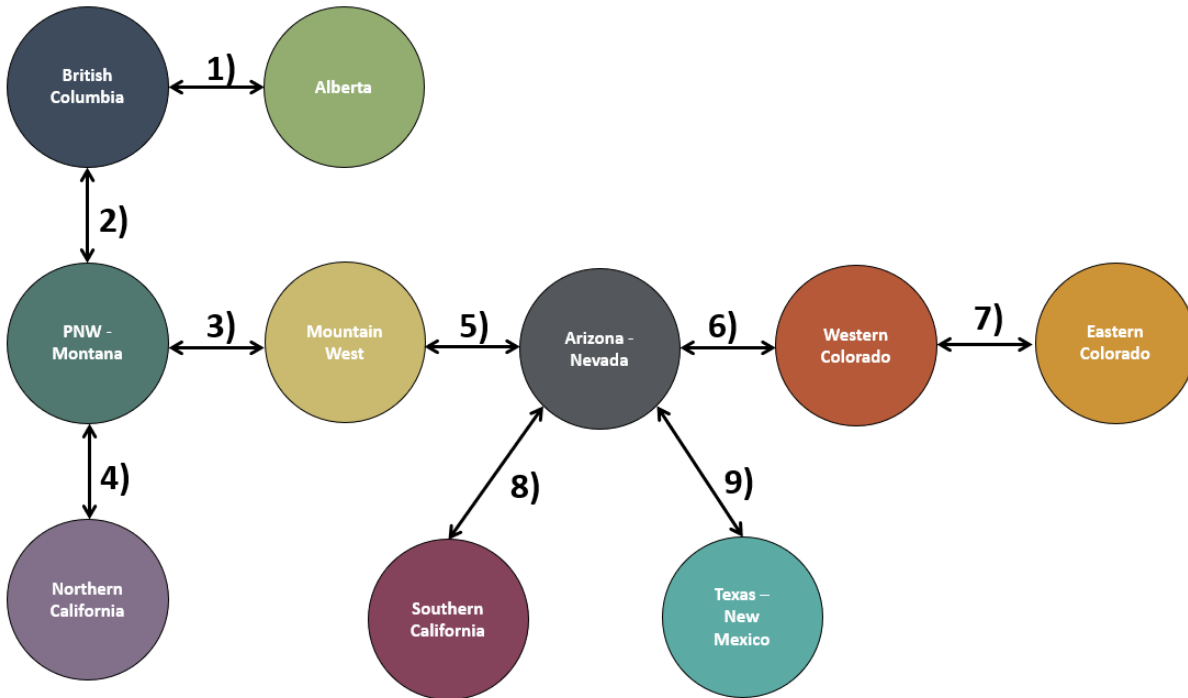 British
Columbia
1)
Alberta
2)
PNW -
Montana
3)
Mountain
West
5)
Arizona -
Nevada
6)
Western
Colorado
7)
Eastern
Colorado
4)
8)
9)
Northern
California
Southern
California
Texas –
New
Mexico